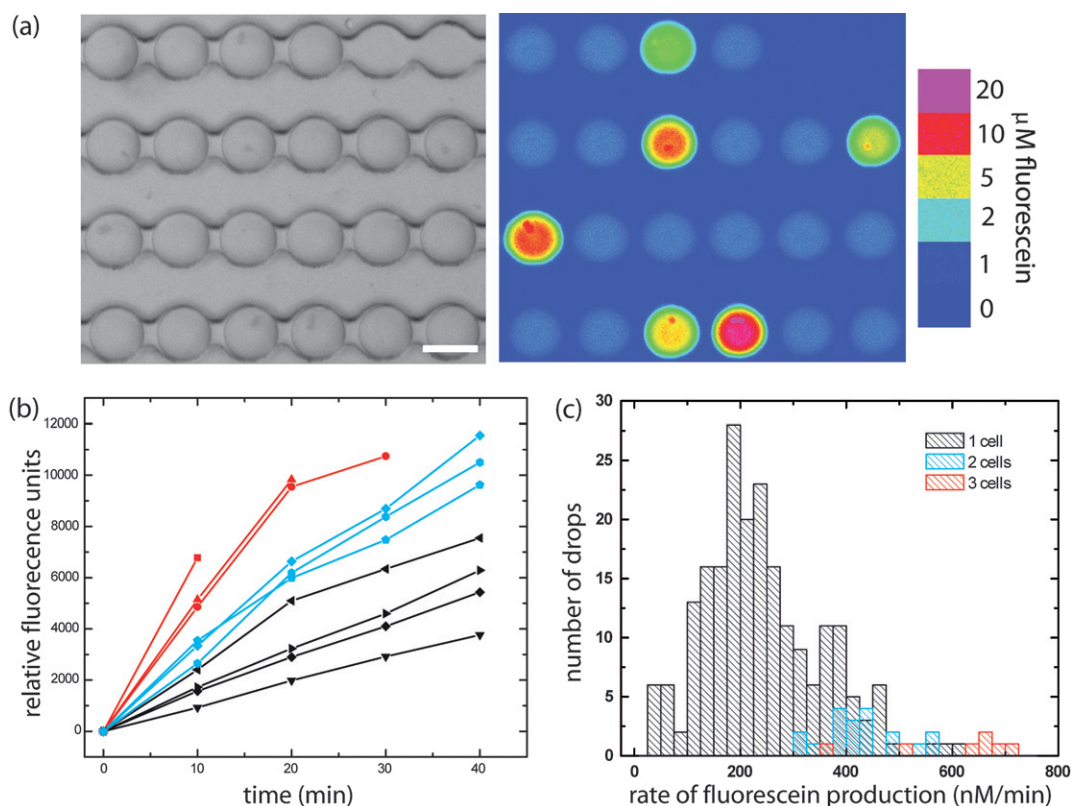 (a)
20
10
5
2
1
0
μM fluorescein
(b)
relative fluorecence units
12000
10000
8000
6000
4000
2000
0
0 10 20 30 40
time (min)
(c)
number of drops
30
25
20
15
10
5
0
1 cell
2 cells
3 cells
0 200 400 600 800
rate of fluorescein production (nM/min)